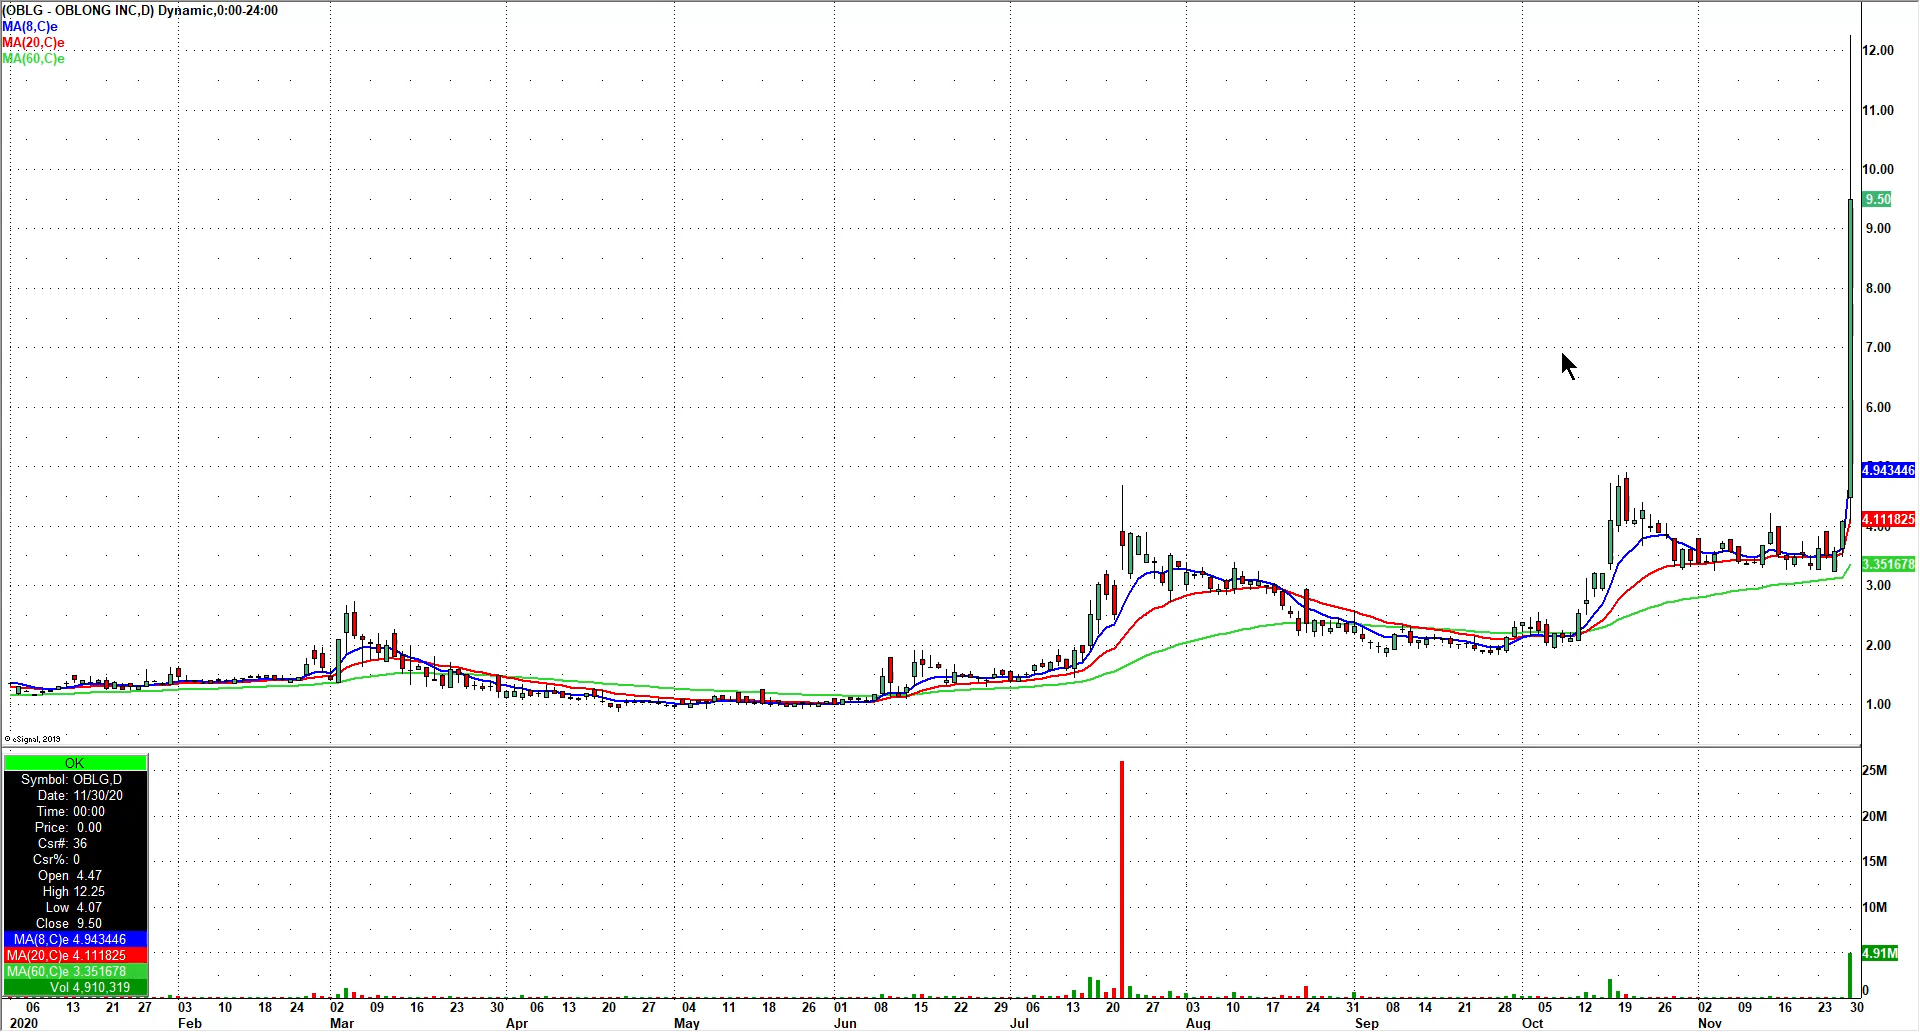 (OBLG - OBLONG INC,D) Dynamic,0:00-24:00
MA(8,C)e
MA(20,C)e
MA(60,C)e
12.00
11.00
10.00
9.50
9.00
8.00
7.00
6.00
4.943446
4.111825
3.351678
3.00
2.00
1.00
© eSignal, 2019
25M
20M
15M
10M
4.91M
0
OK
Symbol: OBLG,D
Date: 11/30/20
Time: 00:00
Price: 0.00
Csr#: 36
Csr%: 0
Open 4.47
High 12.25
Low 4.07
Close 9.50
MA(8,C)e 4.943446
MA(20,C)e 4.111825
MA(60,C)e 3.351678
Vol 4,910,319
06 13 21 27 03 10 18 24 02 09 16 23 30 06 13 20 27 04 11 18 26 01 08 15 22 29 06 13 20 27 03 10 17 24 31 08 14 21 28 05 12 19 26 02 09 16 23 30
2020 Feb Mar Apr May Jun Jul Aug Sep Oct Nov